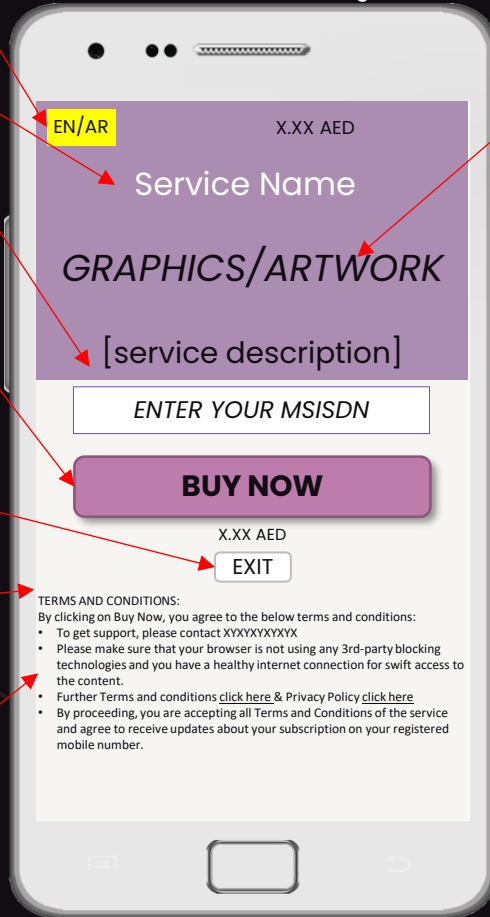 EN/AR
X.XX AED
Service Name
GRAPHICS/ARTWORK
[service description]
ENTER YOUR MSISDN
BUY NOW
X.XX AED
EXIT
TERMS AND CONDITIONS:
By clicking on Buy Now, you agree to the below terms and conditions:
• To get support, please contact XYXYXYXYXYX
• Please make sure that your browser is not using any 3rd-party blocking
technologies and you have a healthy internet connection for swift access to
the content.
• Further Terms and conditions click here & Privacy Policy click here
• By proceeding, you are accepting all Terms and Conditions of the service
and agree to receive updates about your subscription on your registered
mobile number.